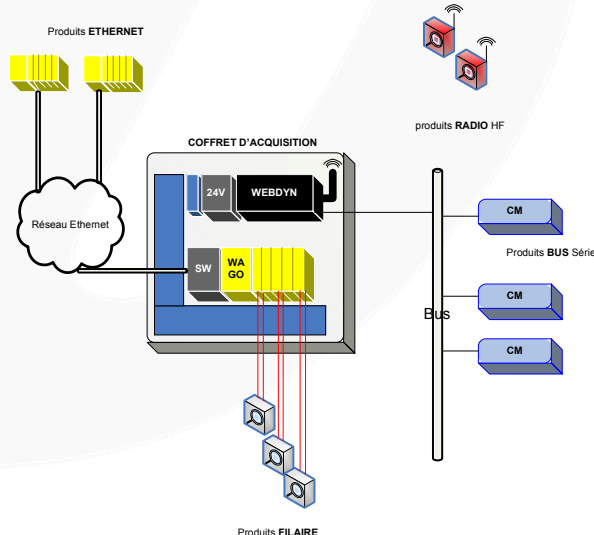 Produits ETHERNET
produits RADIO HF
COFFRET D'ACQUISITION
24V
WEBDYN
Réseau Ethernet
SW
WA
GO
CM
Produits BUS Série
CM
Bus
CM
Produits FILAIRE